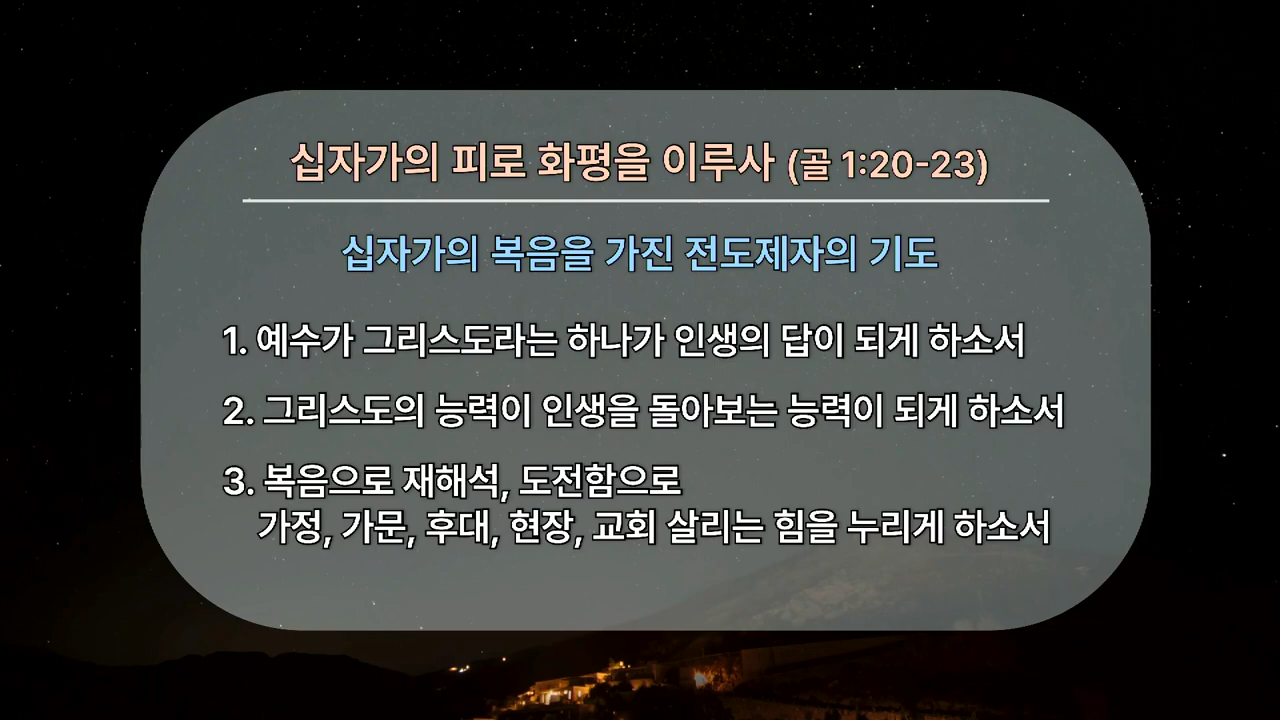 십자가의 피로 화평을 이루사 (골 1:20-23)
십자가의 복음을 가진 전도제자의 기도
1. 예수가 그리스도라는 하나가 인생의 답이 되게 하소서
2. 그리스도의 능력이 인생을 돌아보는 능력이 되게 하소서
3. 복음으로 재해석, 도전함으로
가정, 가문, 후대, 현장, 교회 살리는 힘을 누리게 하소서